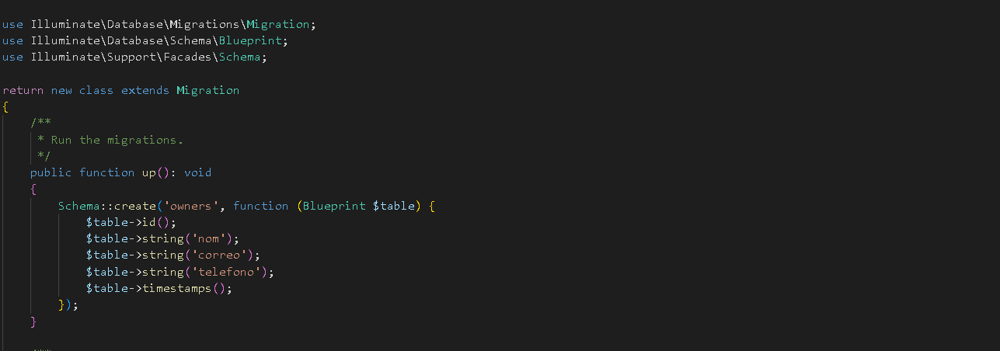 use Illuminate\Database\Migrations\Migration;
use Illuminate\Database\Schema\Blueprint;
use Illuminate\Support\Facades\Schema;
return new class extends Migration
{
/**
* Run the migrations.
*/
public function up(): void
{
Schema::create('owners', function (Blueprint $table) {
$table->id();
$table->string('nom');
$table->string('correo');
$table->string('telefono');
$table->timestamps();
});
}